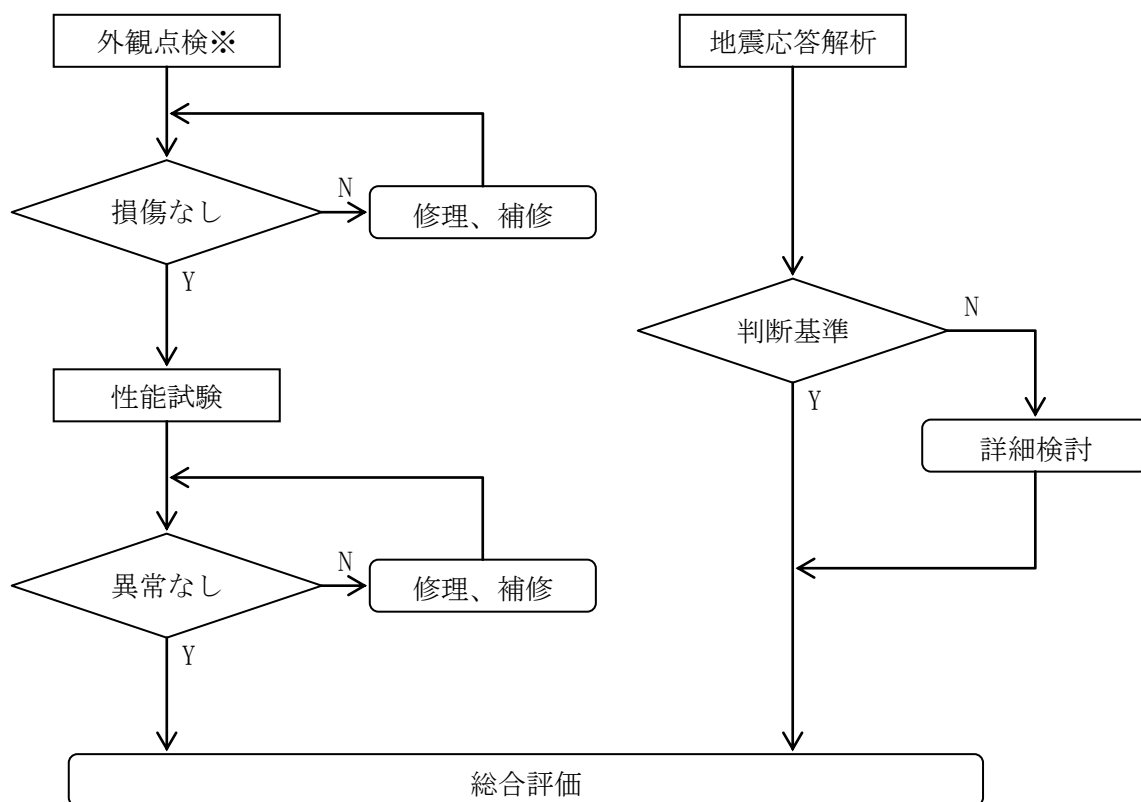 外観点検※
地震応答解析
損傷なし
N
修理、補修
Y
判断基準
N
Y
性能試験
詳細検討
異常なし
N
修理、補修
Y
総合評価